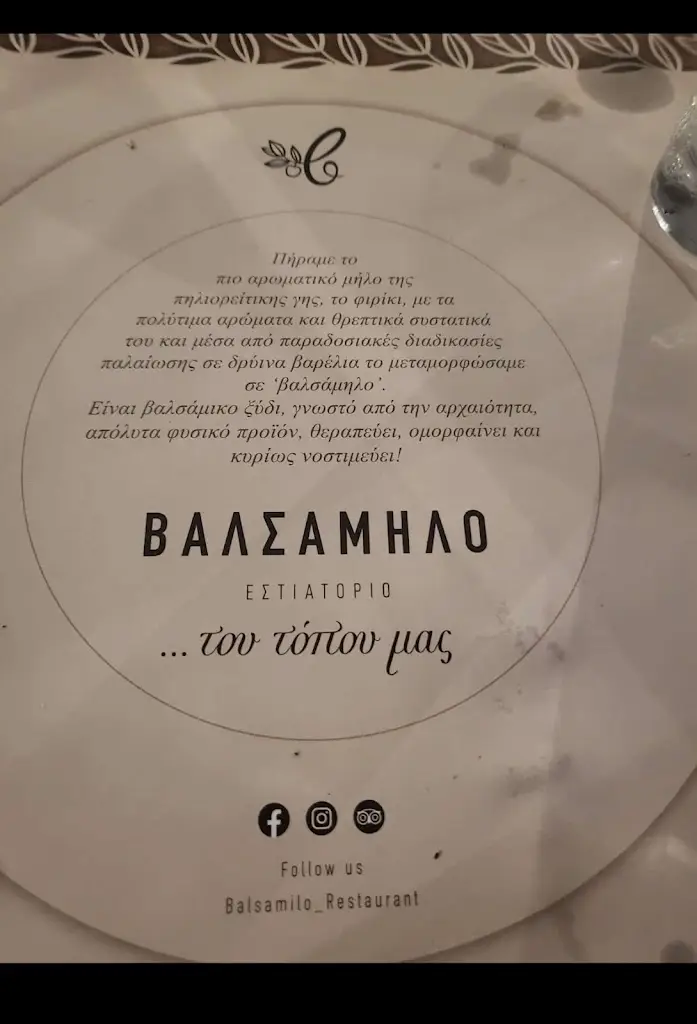 Πήραμε το
πιο αρωματικό μήλο της
πηλιορείτικης γης, το φιρίκι, με τα
πολύτιμα αρώματα και θρεπτικά συστατικά
του και μέσα από παραδοσιακές διαδικασίες
παλαίωσης σε δρύινα βαρέλια το μεταμορφώσαμε
σε ‘βαλσάμηλο’.
Είναι βαλσάμικο ξύδι, γνωστό από την αρχαιότητα,
απόλυτα φυσικό προϊόν, θεραπεύει, ομορφαίνει και
κυρίως νοστιμεύει!
ΒΑΛΣΑΜΗΛΟ
ΕΣΤΙΑΤΟΡΙΟ
... του τόπου μας
Follow us
Balsamilo_Restaurant